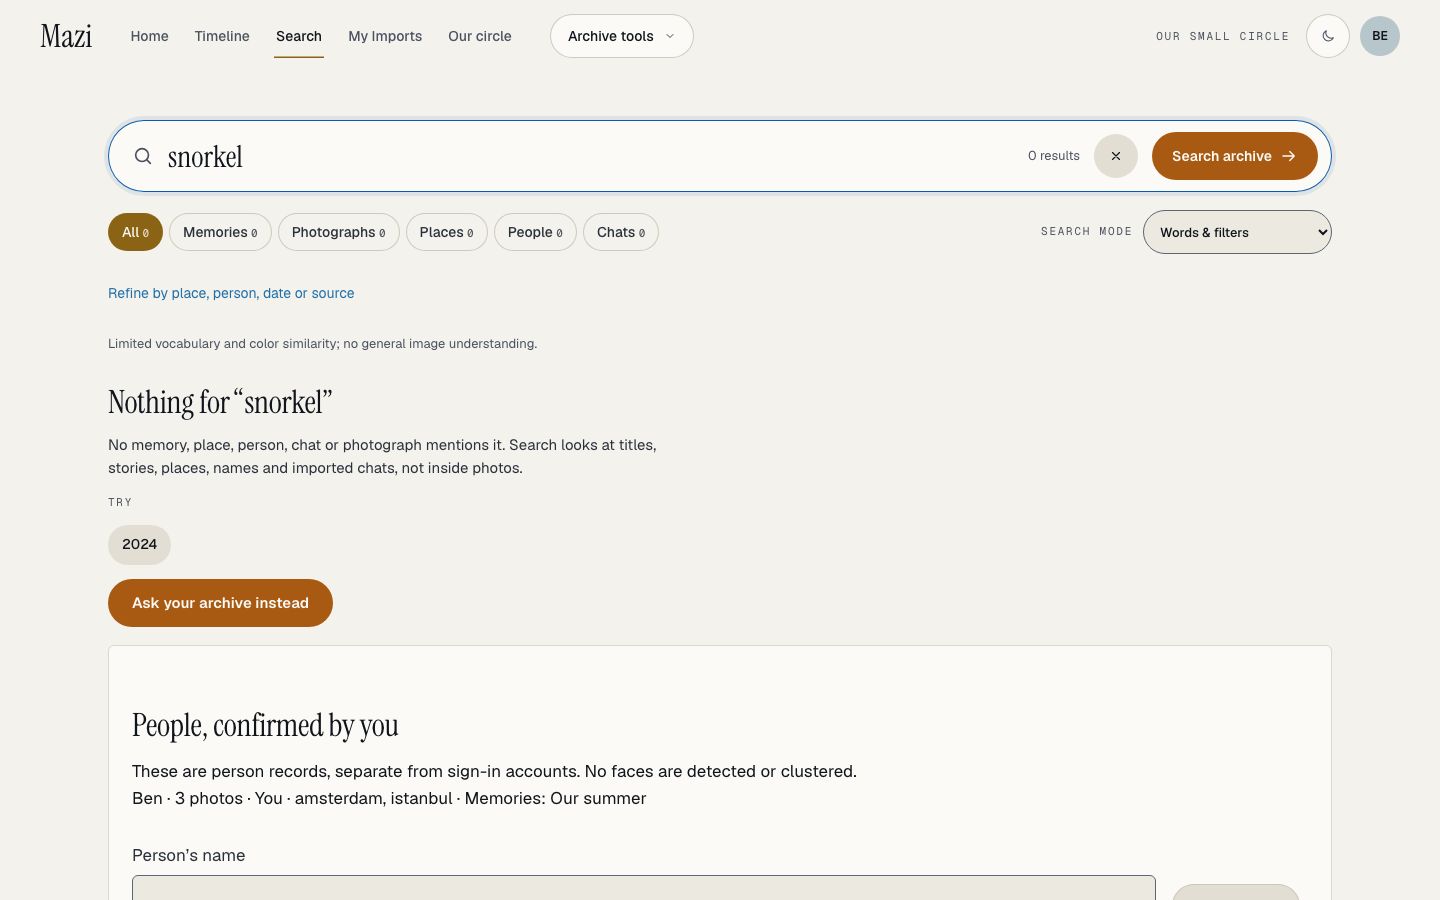 Mazi
Home
Timeline
Search
My Imports
Our circle
Archive tools
OUR SMALL CIRCLE
BE
snorkel
0 results
Search archive
All 0
Memories 0
Photographs 0
Places 0
People 0
Chats 0
SEARCH MODE
Words & filters
Refine by place, person, date or source
Limited vocabulary and color similarity; no general image understanding.
Nothing for “snorkel”
No memory, place, person, chat or photograph mentions it. Search looks at titles,
stories, places, names and imported chats, not inside photos.
TRY
2024
Ask your archive instead
People, confirmed by you
These are person records, separate from sign-in accounts. No faces are detected or clustered.
Ben · 3 photos · You · amsterdam, istanbul · Memories: Our summer
Person’s name